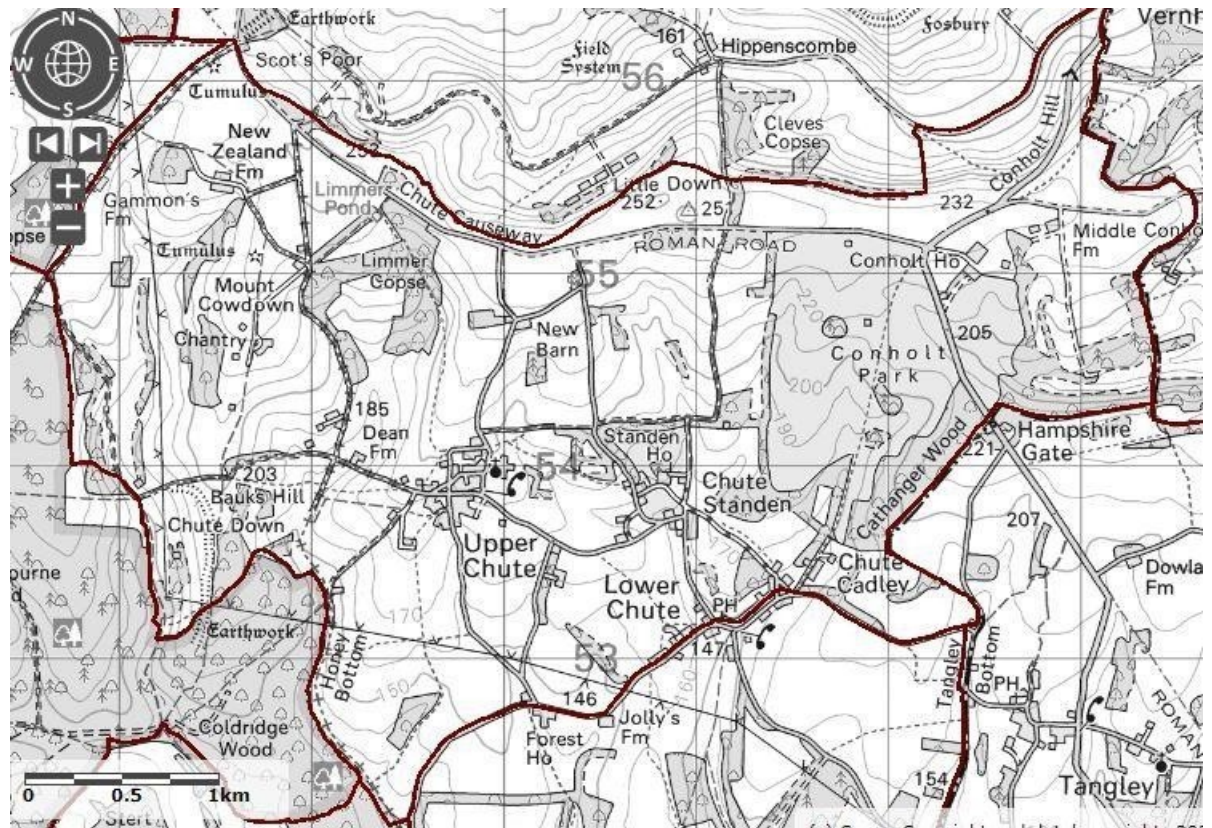 N
W
E
S
Earthwork
Scot's Poor
Tumulus
Field
System
161
Hippenscombe
56
Fosbury
Vernh
New
Zealand
Fm
253
Cleves
Copse
Conholt Hill
Gammon's
Fm
opse
Limmer
Pond
Chute Causeway
Little Down
252
25
232
ROMAN ROAD
Middle Conho
Fm
Tumulus
Limmer
Copse
55
Conholt Ho
Mount
Cowdown
Chantry
New
Barn
220
205
Conholt
Park
200
190
185
Dean
Fm
Standen
Ho
Cathanger Wood
Hampshire
Gate
221
203
Bauks Hill
54
Chute
Standen
Chute Down
207
Upper
Chute
170
Chute
Cadley
Dowla
Fm
ourne
d
Lower
Chute
PH
170
Earthwork
Honey
Bottom
53
147
Tangley
Bottom
PH
150
146
160
ROMAN
Coldridge
Wood
Forest
Ho
Jolly's
Fm
154
Tangley
0 0.5 1km